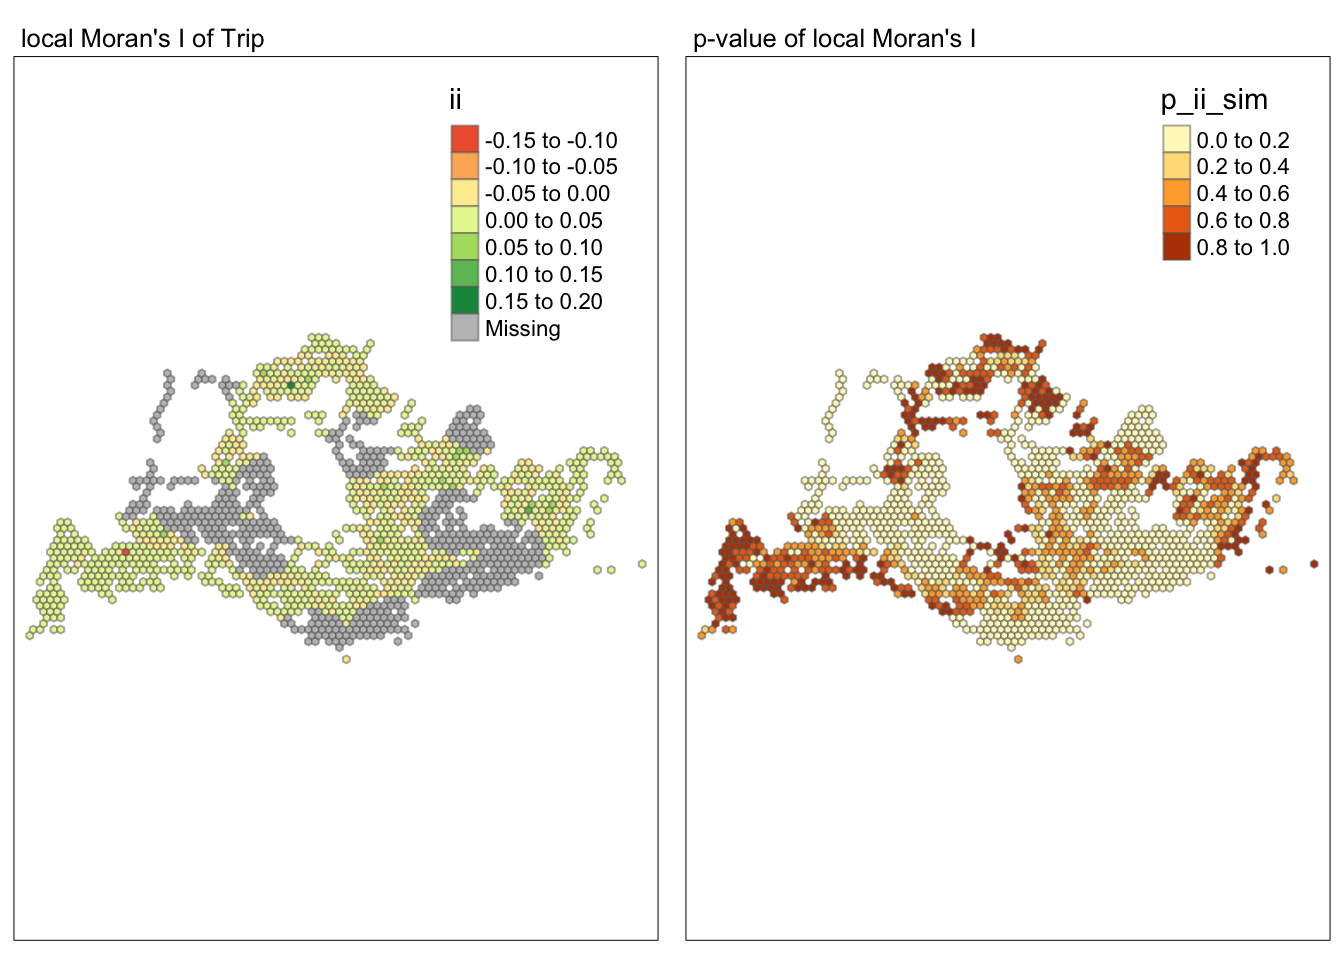 local Moran's I of Trip
ii
-0.15 to -0.10
-0.10 to -0.05
-0.05 to 0.00
0.00 to 0.05
0.05 to 0.10
0.10 to 0.15
0.15 to 0.20
Missing
p-value of local Moran's I
p_ii_sim
0.0 to 0.2
0.2 to 0.4
0.4 to 0.6
0.6 to 0.8
0.8 to 1.0